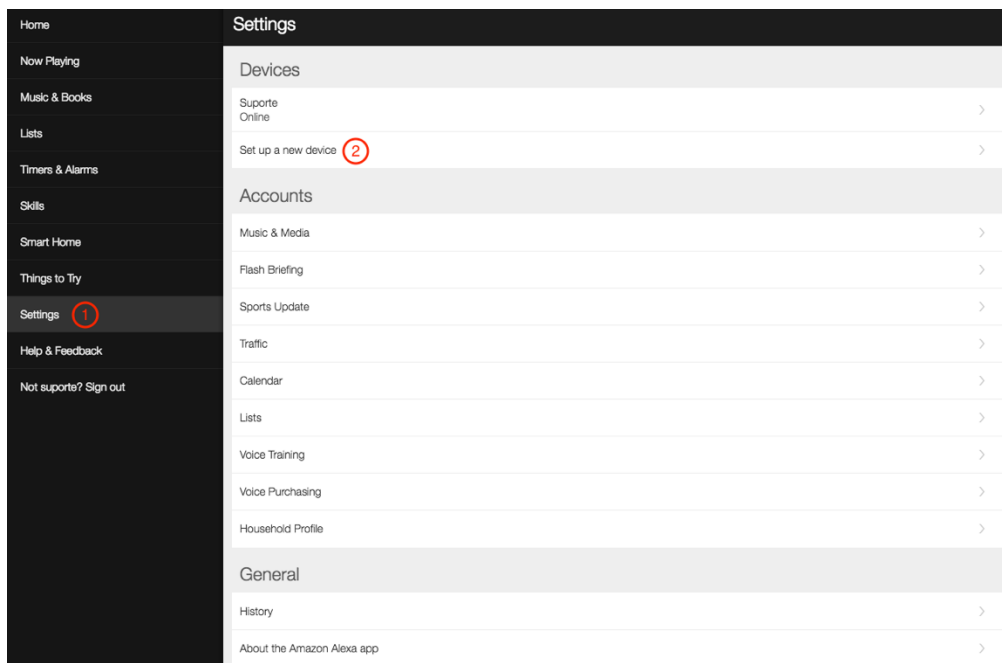 Home
Now Playing
Music & Books
Lists
Timers & Alarms
Skills
Smart Home
Things to Try
Settings 1
Help & Feedback
Not suporte? Sign out
Settings
Devices
Suporte
Online
Set up a new device 2
Accounts
Music & Media
Flash Briefing
Sports Update
Traffic
Calendar
Lists
Voice Training
Voice Purchasing
Household Profile
General
History
About the Amazon Alexa app